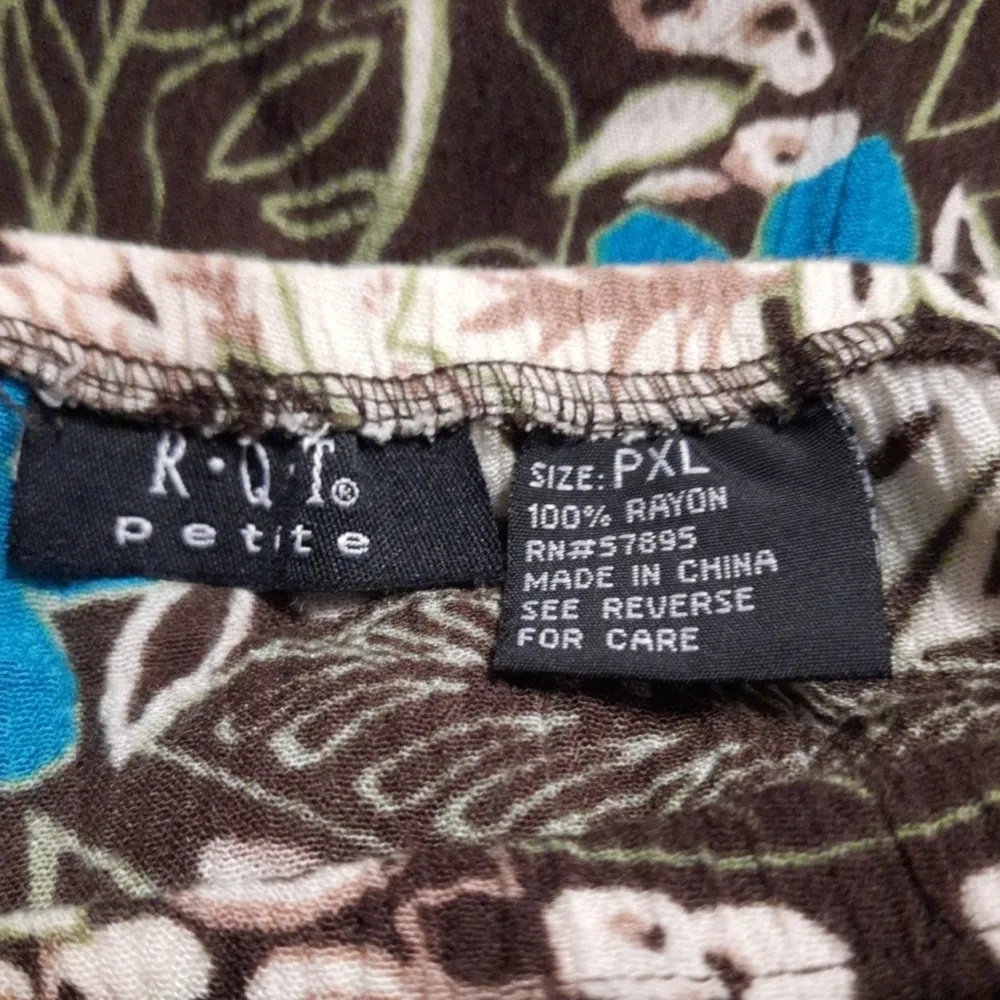 R·Q·T®
petite
SIZE: PXL
100% RAYON
RN#57895
MADE IN CHINA
SEE REVERSE
FOR CARE